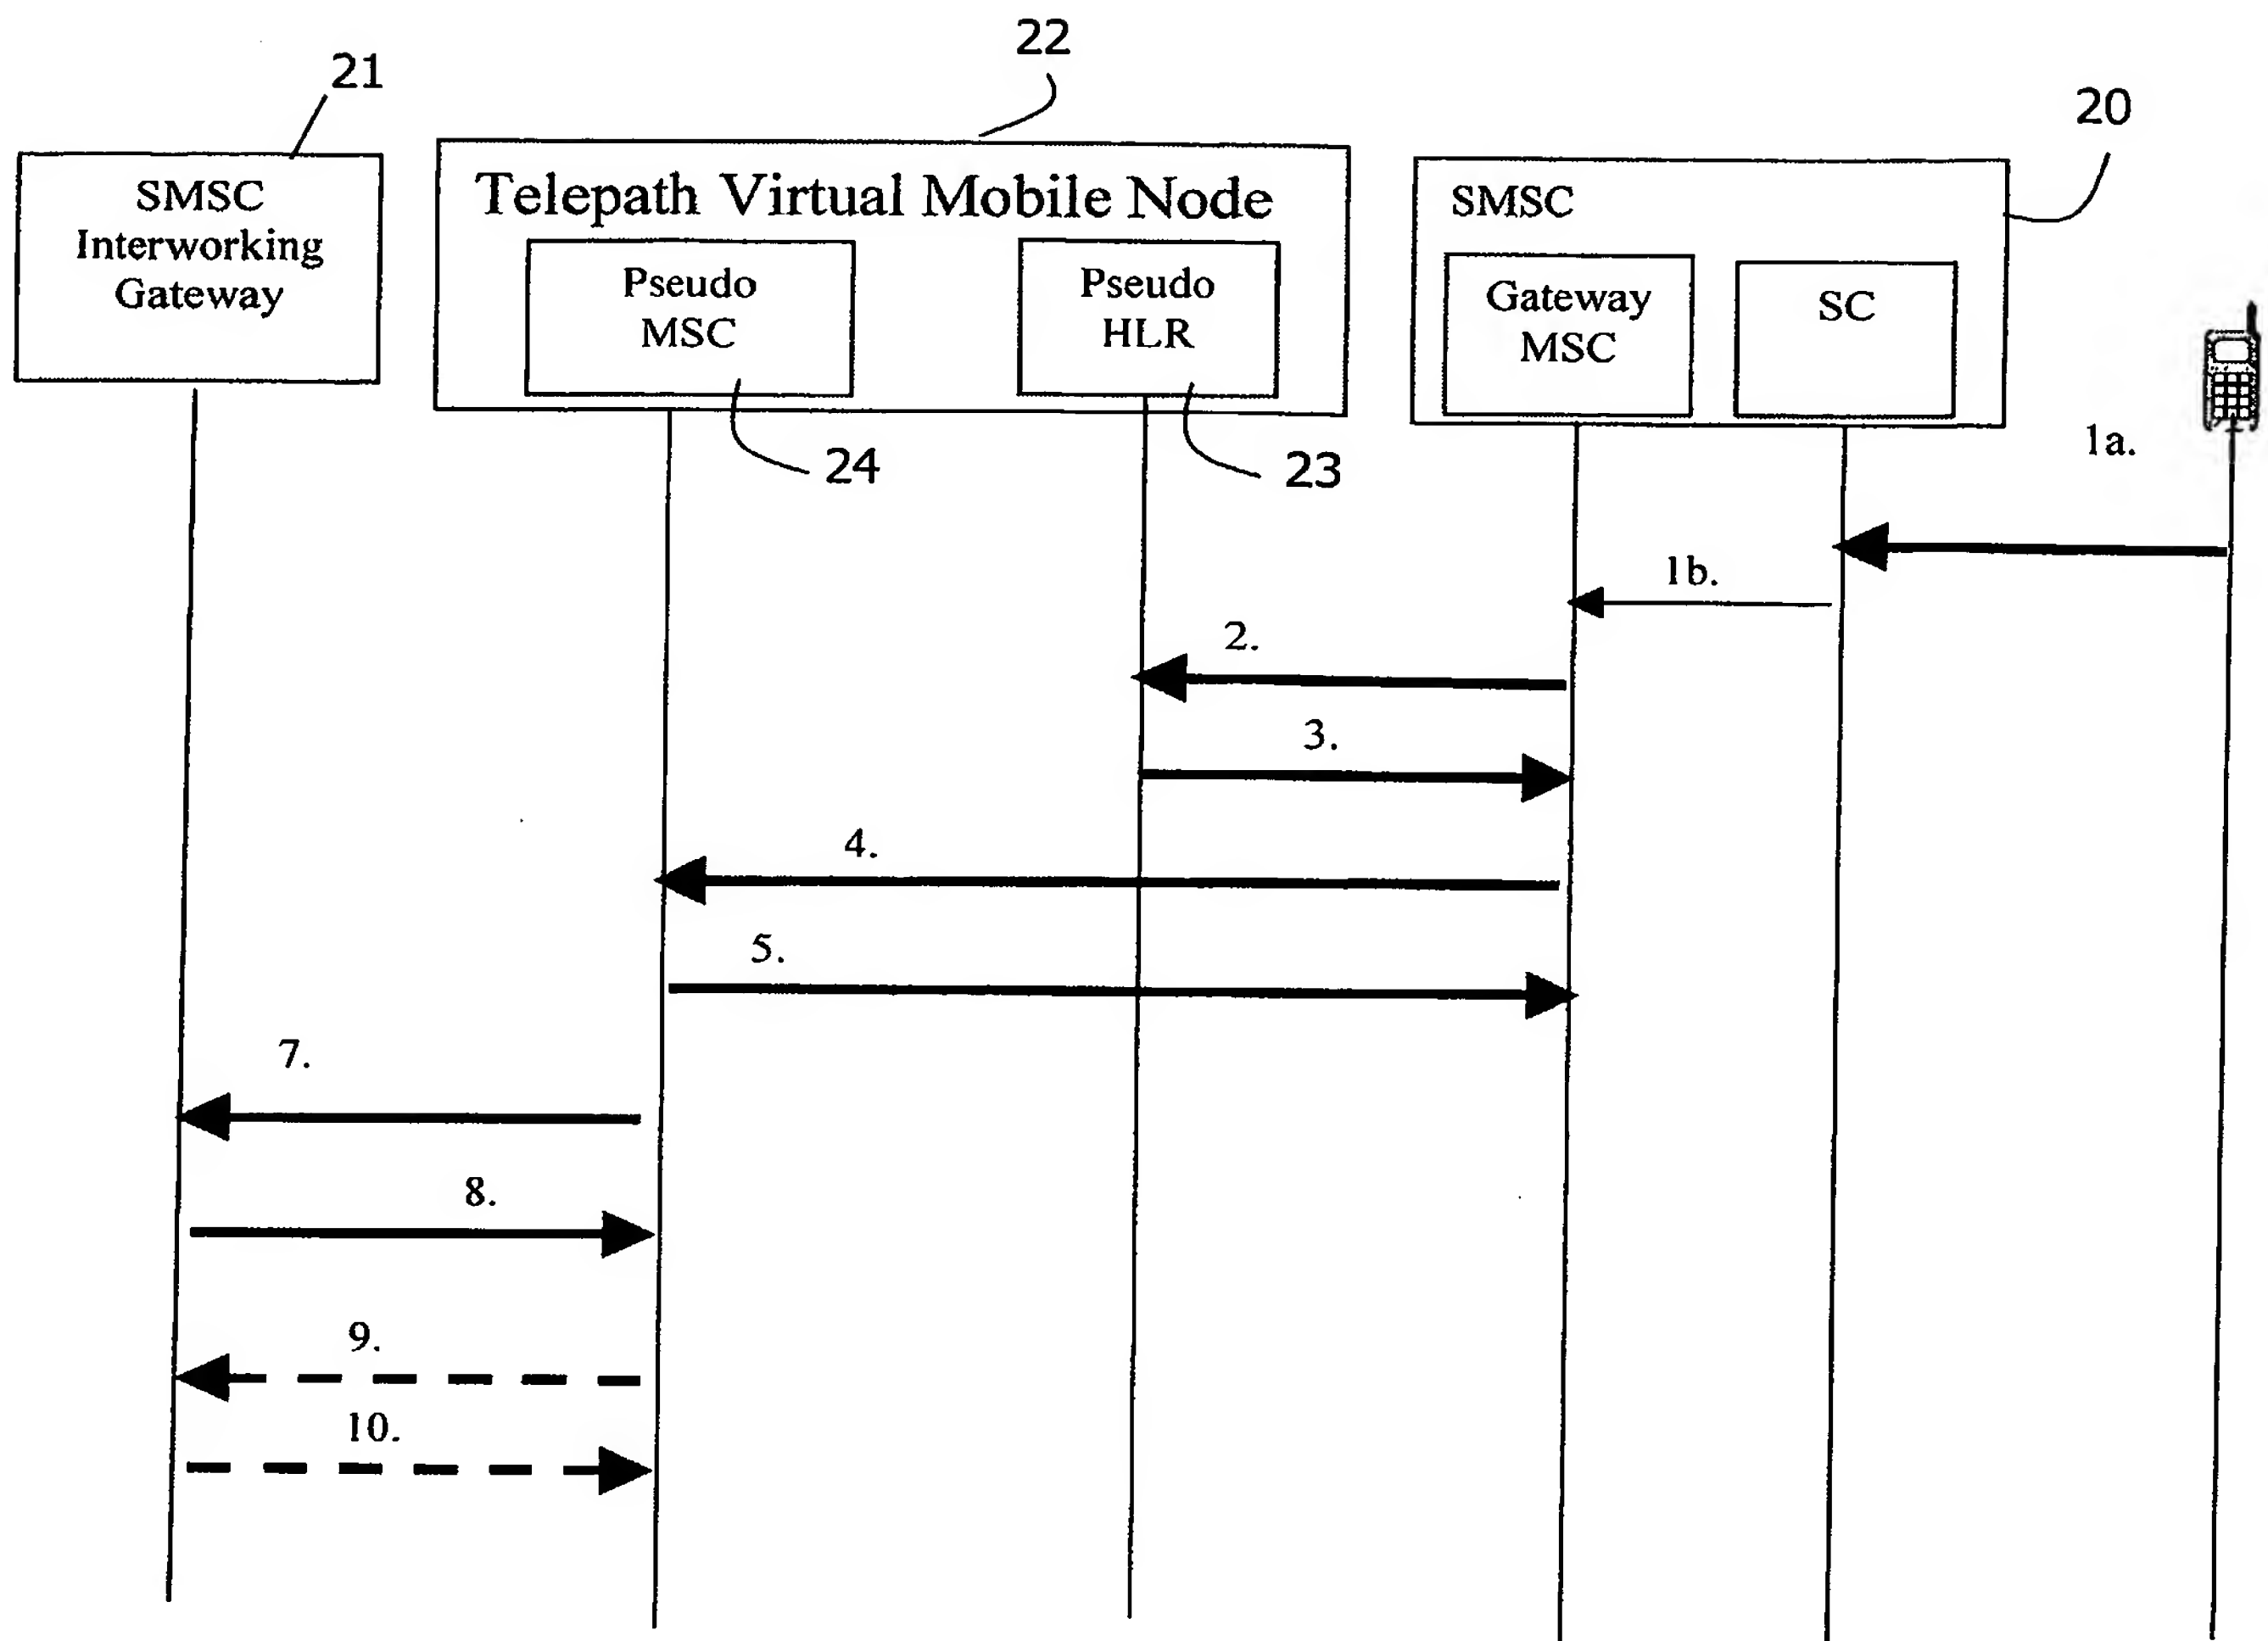 22
21
20
SMSC
Interworking
Gateway
Telepath Virtual Mobile Node
Pseudo
MSC
Pseudo
HLR
SMSC
Gateway
MSC
SC
24
23
1a.
1b.
2.
3.
4.
5.
7.
8.
9.
10.